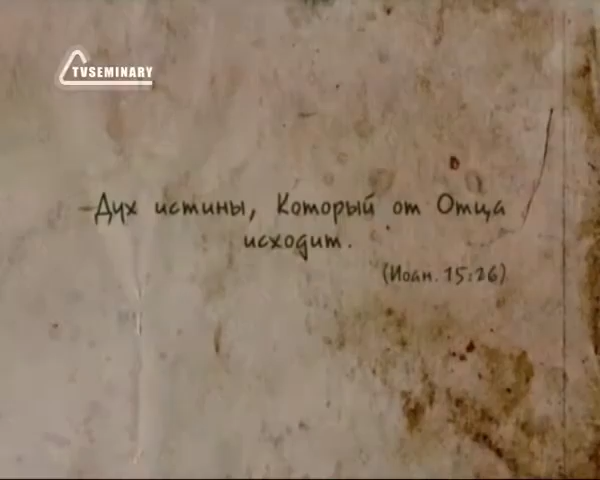 TVSEMINARY
-Дух истины, Который от Отца
исходит.
(Иоан. 15:26)